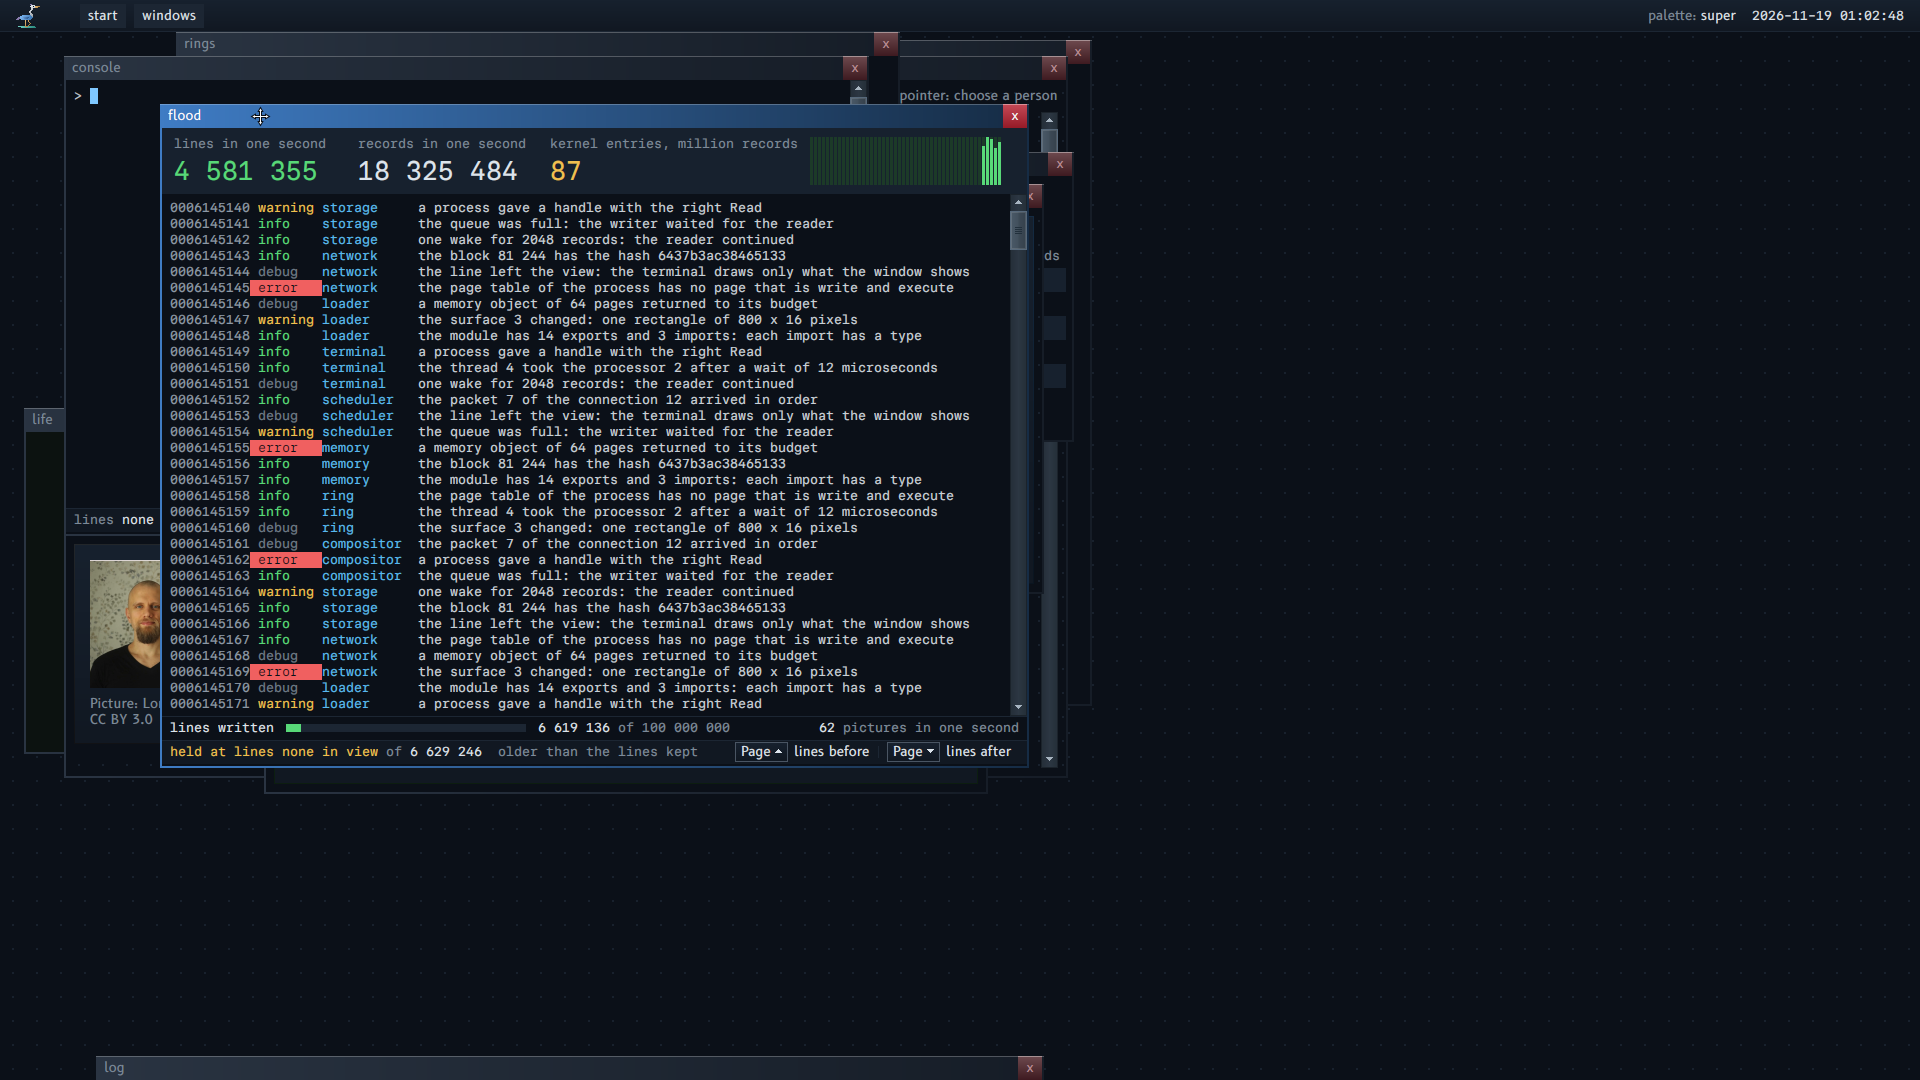 start windows palette: super 2026-11-19 01:02:48
rings x
x
console x
x
> pointer: choose a person
flood x
lines in one second records in one second kernel entries, million records
4 581 355 18 325 484 87
x
x
0006145140 warning storage a process gave a handle with the right Read
0006145141 info storage the queue was full: the writer waited for the reader
0006145142 info storage one wake for 2048 records: the reader continued
0006145143 info network the block 81 244 has the hash 6437b3ac38465133
ds
0006145144 debug network the line left the view: the terminal draws only what the window shows
0006145145 error network the page table of the process has no page that is write and execute
0006145146 debug loader a memory object of 64 pages returned to its budget
0006145147 warning loader the surface 3 changed: one rectangle of 800 x 16 pixels
0006145148 info loader the module has 14 exports and 3 imports: each import has a type
0006145149 info terminal a process gave a handle with the right Read
0006145150 info terminal the thread 4 took the processor 2 after a wait of 12 microseconds
0006145151 debug terminal one wake for 2048 records: the reader continued
0006145152 info scheduler the packet 7 of the connection 12 arrived in order
0006145153 debug scheduler the line left the view: the terminal draws only what the window shows
life
0006145154 warning scheduler the queue was full: the writer waited for the reader
0006145155 error memory a memory object of 64 pages returned to its budget
0006145156 info memory the block 81 244 has the hash 6437b3ac38465133
0006145157 info memory the module has 14 exports and 3 imports: each import has a type
0006145158 info ring the page table of the process has no page that is write and execute
0006145159 info ring the thread 4 took the processor 2 after a wait of 12 microseconds
lines none
0006145160 debug ring the surface 3 changed: one rectangle of 800 x 16 pixels
0006145161 debug compositor the packet 7 of the connection 12 arrived in order
0006145162 error compositor a process gave a handle with the right Read
0006145163 info compositor the queue was full: the writer waited for the reader
0006145164 warning storage one wake for 2048 records: the reader continued
0006145165 info storage the block 81 244 has the hash 6437b3ac38465133
0006145166 info storage the line left the view: the terminal draws only what the window shows
0006145167 info network the page table of the process has no page that is write and execute
0006145168 debug network a memory object of 64 pages returned to its budget
0006145169 error network the surface 3 changed: one rectangle of 800 x 16 pixels
0006145170 debug loader the module has 14 exports and 3 imports: each import has a type
0006145171 warning loader a process gave a handle with the right Read
Picture: Lo
CC BY 3.0
lines written 6 619 136 of 100 000 000 62 pictures in one second
held at lines none in view of 6 629 246 older than the lines kept Page lines before Page lines after
log x